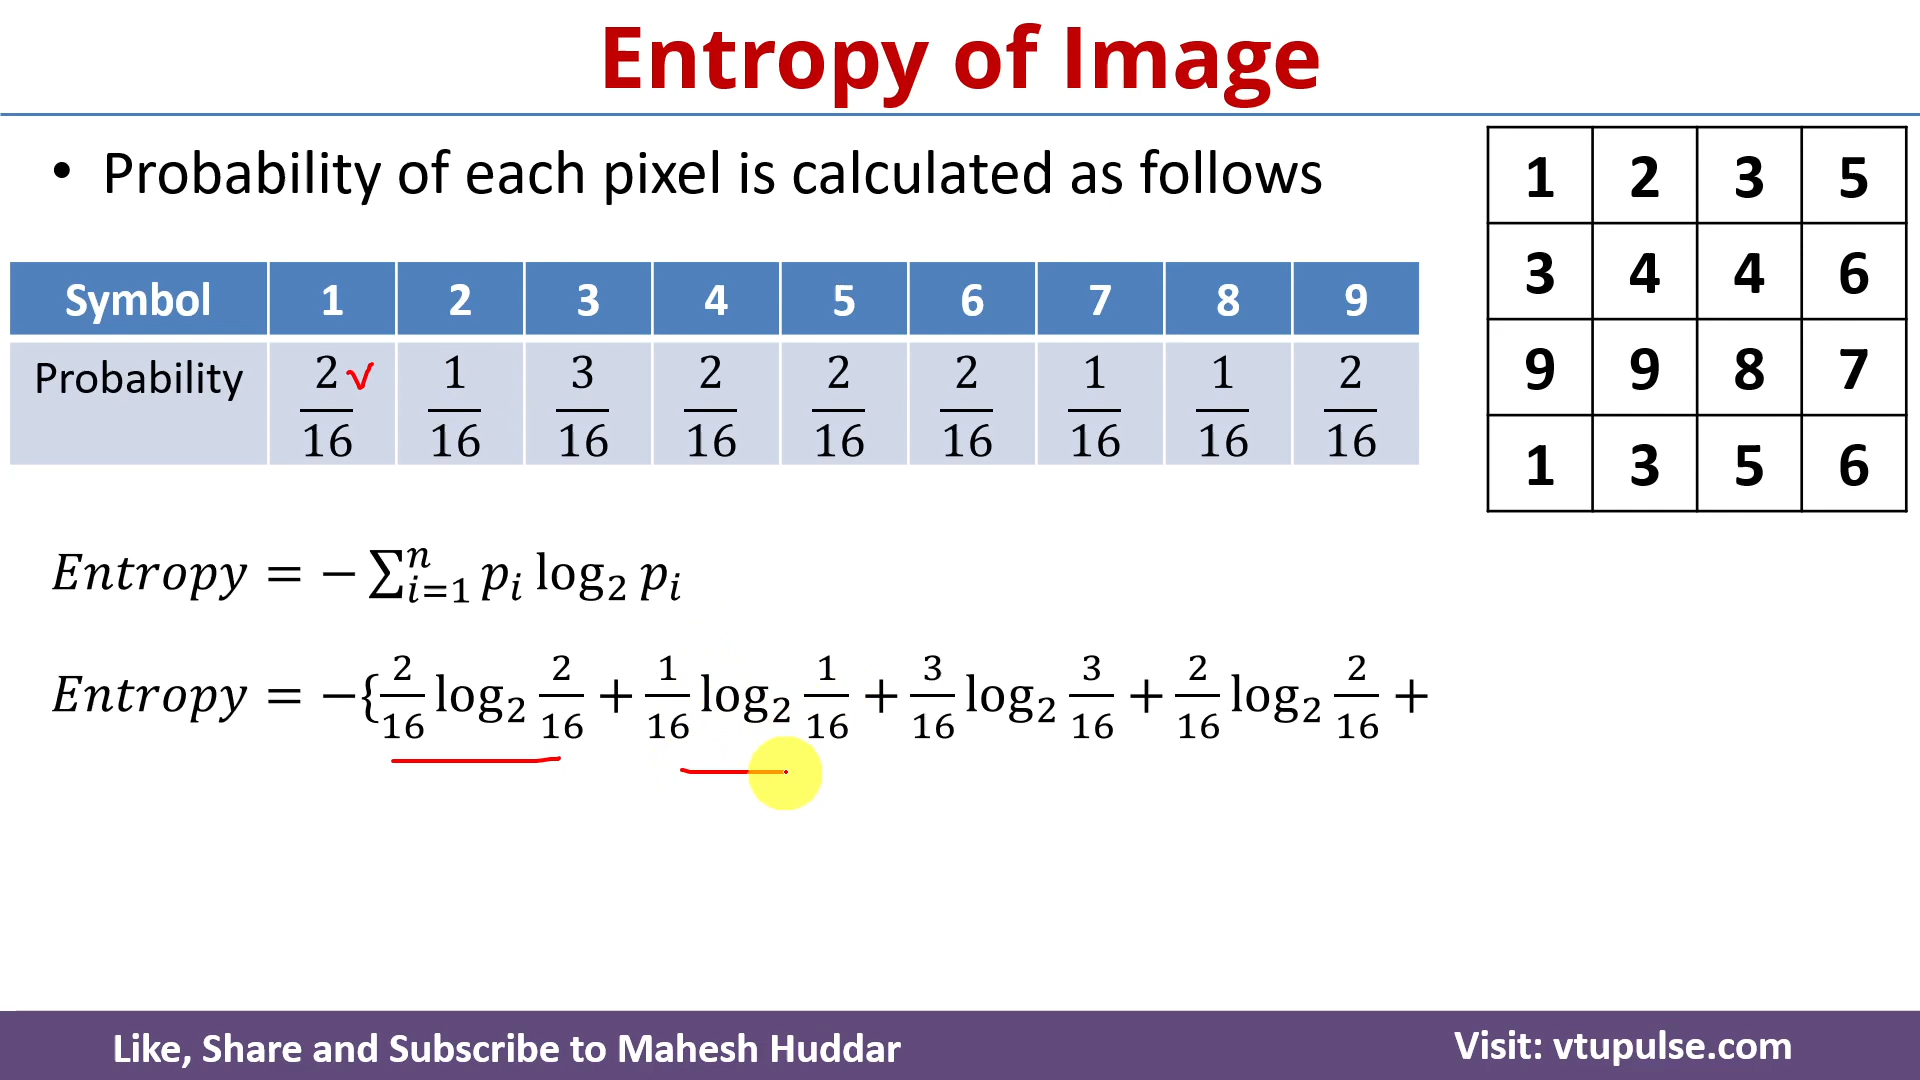 Entropy of Image
• Probability of each pixel is calculated as follows
1 2 3 5
3 4 4 6
9 9 8 7
1 3 5 6
Symbol 1 2 3 4 5 6 7 8 9
Probability 2/16 ✓ 1/16 3/16 2/16 2/16 2/16 1/16 1/16 2/16
Entropy = − ∑ⁿᵢ₌₁ pᵢ log₂ pᵢ
Entropy = −{2/16 log₂ 2/16 + 1/16 log₂ 1/16 + 3/16 log₂ 3/16 + 2/16 log₂ 2/16 +
Like, Share and Subscribe to Mahesh Huddar
Visit: vtupulse.com